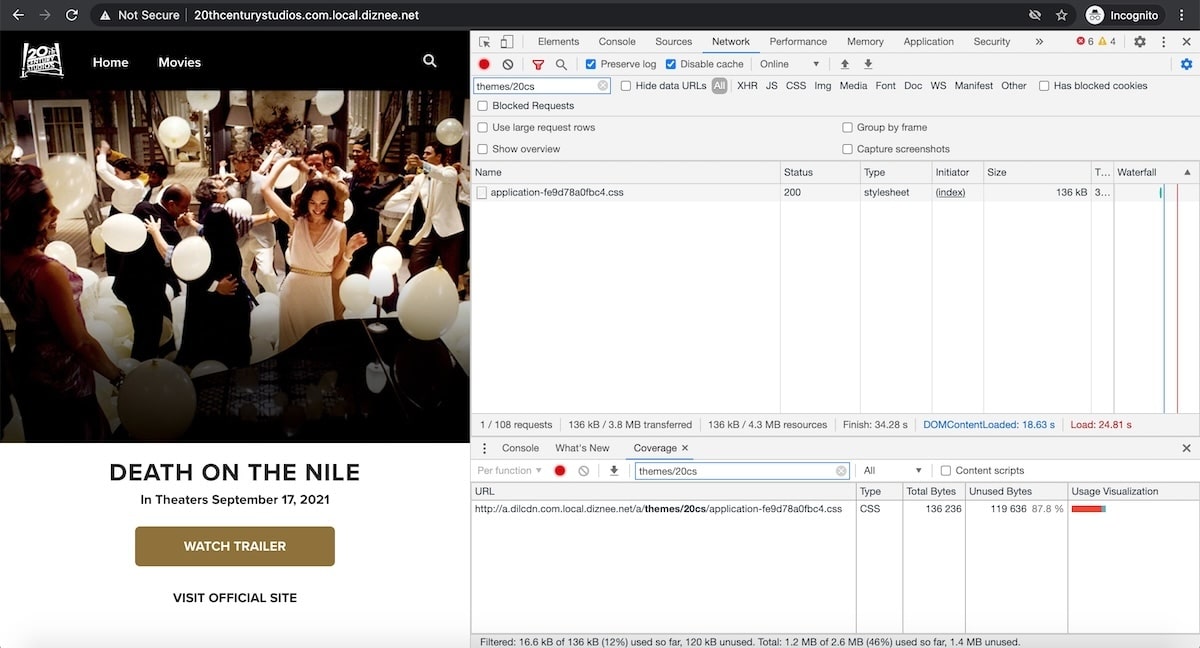 Not Secure 20thcenturystudios.com.local.diznee.net Incognito
20TH CENTURY STUDIOS
Home Movies
DEATH ON THE NILE
In Theaters September 17, 2021
WATCH TRAILER
VISIT OFFICIAL SITE
Elements Console Sources Network Performance Memory Application Security » 6 4
Preserve log Disable cache Online
themes/20cs Hide data URLs All XHR JS CSS Img Media Font Doc WS Manifest Other Has blocked cookies
Blocked Requests
Use large request rows Group by frame
Show overview Capture screenshots
Name Status Type Initiator Size T... Waterfall
application-fe9d78a0fbc4.css 200 stylesheet (index) 136 kB 3...
1 / 108 requests 136 kB / 3.8 MB transferred 136 kB / 4.3 MB resources Finish: 34.28 s DOMContentLoaded: 18.63 s Load: 24.81 s
Console What's New Coverage ×
Per function themes/20cs All Content scripts
URL Type Total Bytes Unused Bytes Usage Visualization
http://a.dilcdn.com.local.diznee.net/a/themes/20cs/application-fe9d78a0fbc4.css CSS 136 236 119 636 87.8 %
Filtered: 16.6 kB of 136 kB (12%) used so far, 120 kB unused. Total: 1.2 MB of 2.6 MB (46%) used so far, 1.4 MB unused.